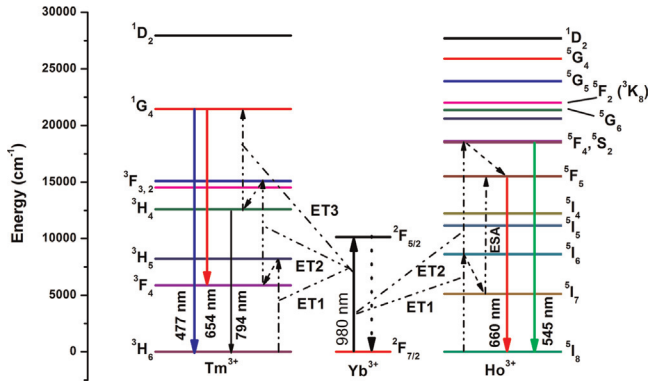 Energy (cm⁻¹)
30000
25000
20000
15000
10000
5000
0
¹D₂
¹G₄
³F₃,₂
³H₄
³H₅
³F₄
³H₆
477 nm
654 nm
794 nm
ET3
ET2
ET1
Tm³⁺
²F₅/₂
980 nm
²F₇/₂
Yb³⁺
ET2
ET1
ESA
660 nm
545 nm
Ho³⁺
¹D₂
⁵G₄
⁵G₅ ⁵F₂ (³K₈)
⁵G₆
⁵F₄,⁵S₂
⁵F₅
⁵I₄
⁵I₅
⁵I₆
⁵I₇
⁵I₈